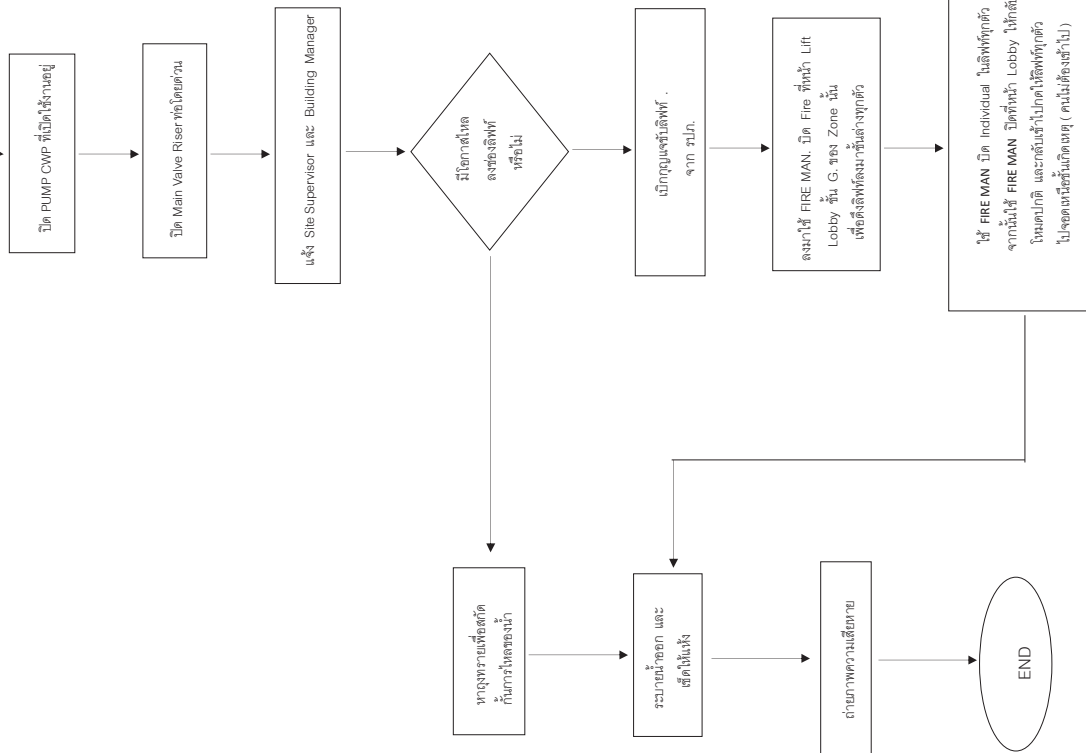 ปิด PUMP CWP ที่เปิดใช้งานอยู่
ปิด Main Valve Riser ท่อโดยด่วน
แจ้ง Site Supervisor และ Building Manager
มีโอกาสไหล
ลงช่องลิฟท์
หรือไม่
เบิกกุญแจขับลิฟท์ .
จาก รปภ.
ลงมาใช้ FIRE MAN. บิด Fire ที่หน้า Lift
Lobby ชั้น G. ของ Zone นั้น
เพื่อดึงลิฟท์ลงมาชั้นล่างทุกตัว
ใช้ FIRE MAN บิด Individual ในลิฟท์ทุกตัว
จากนั้นใช้ FIRE MAN ปิดที่หน้า Lobby ให้กลับ
โหมดปกติ และกลับเข้าไปกดให้ลิฟท์ทุกตัว
ไปจอดเหนือชั้นเกิดเหตุ ( คนไม่ต้องเข้าไป )
หาถุงทรายเพื่อสกัด
กั้นการไหลของน้ำ
ระบายน้ำออก และ
เช็ดให้แห้ง
ถ่ายภาพความเสียหาย
END